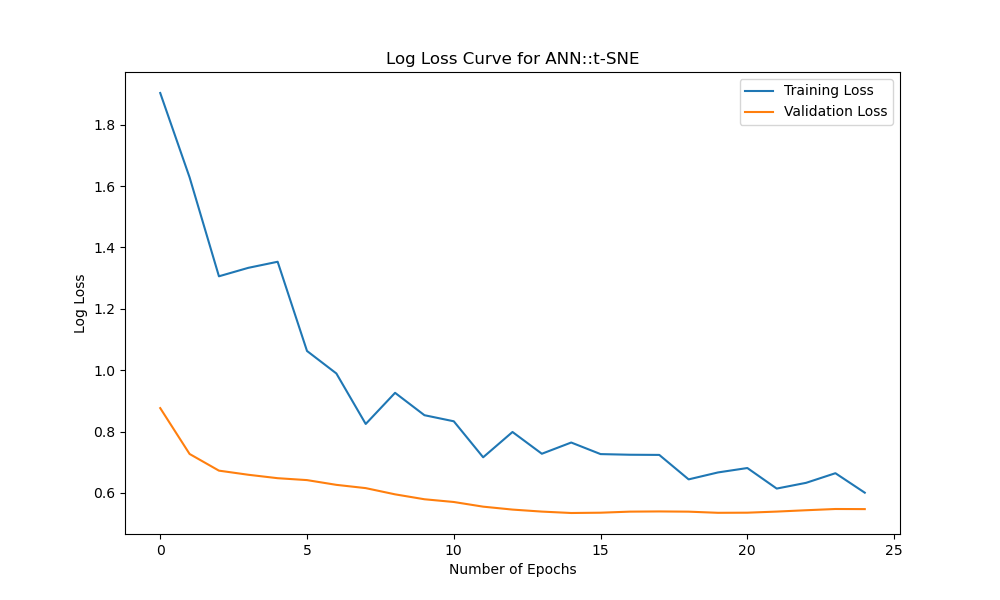 Log Loss Curve for ANN::t-SNE
Training Loss
Validation Loss
Log Loss
1.8
1.6
1.4
1.2
1.0
0.8
0.6
0 5 10 15 20 25
Number of Epochs